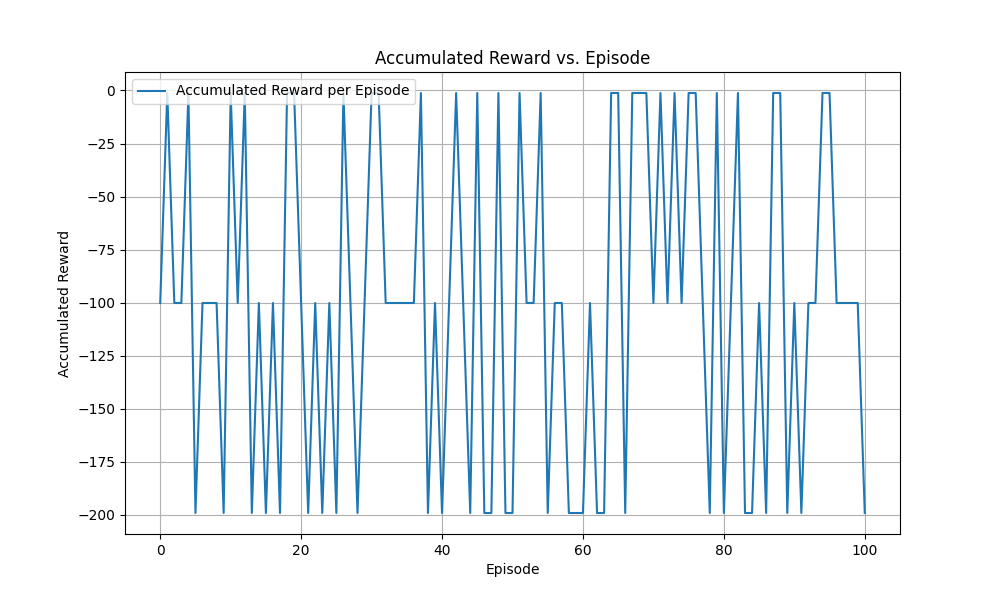 Accumulated Reward vs. Episode
Accumulated Reward per Episode
Accumulated Reward
0
−25
−50
−75
−100
−125
−150
−175
−200
0 20 40 60 80 100
Episode